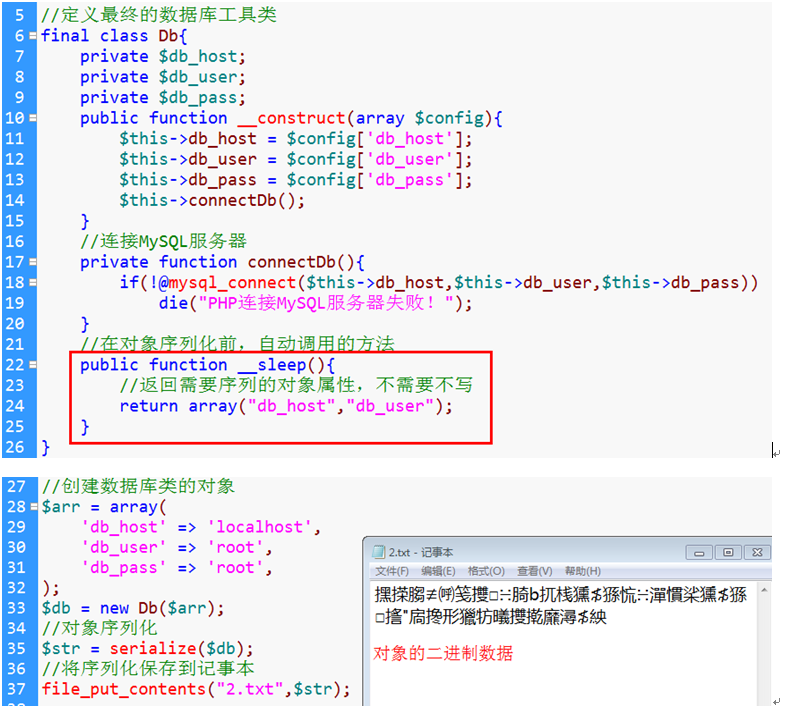 5 //定义最终的数据库工具类
6 final class Db{
7 private $db_host;
8 private $db_user;
9 private $db_pass;
10 public function __construct(array $config){
11 $this->db_host = $config['db_host'];
12 $this->db_user = $config['db_user'];
13 $this->db_pass = $config['db_pass'];
14 $this->connectDb();
15 }
16 //连接MySQL服务器
17 private function connectDb(){
18 if(!@mysql_connect($this->db_host,$this->db_user,$this->db_pass))
19 die("PHP连接MySQL服务器失败！");
20 }
21 //在对象序列化前，自动调用的方法
22 public function __sleep(){
23 //返回需要序列的对象属性，不需要不写
24 return array("db_host","db_user");
25 }
26 }
27 //创建数据库类的对象
28 $arr = array(
29 'db_host' => 'localhost',
30 'db_user' => 'root',
31 'db_pass' => 'root',
32 );
33 $db = new Db($arr);
34 //对象序列化
35 $str = serialize($db);
36 //将序列化保存到记事本
37 file_put_contents("2.txt",$str);
2.txt - 记事本
文件(F) 编辑(E) 格式(O) 查看(V) 帮助(H)
对象的二进制数据